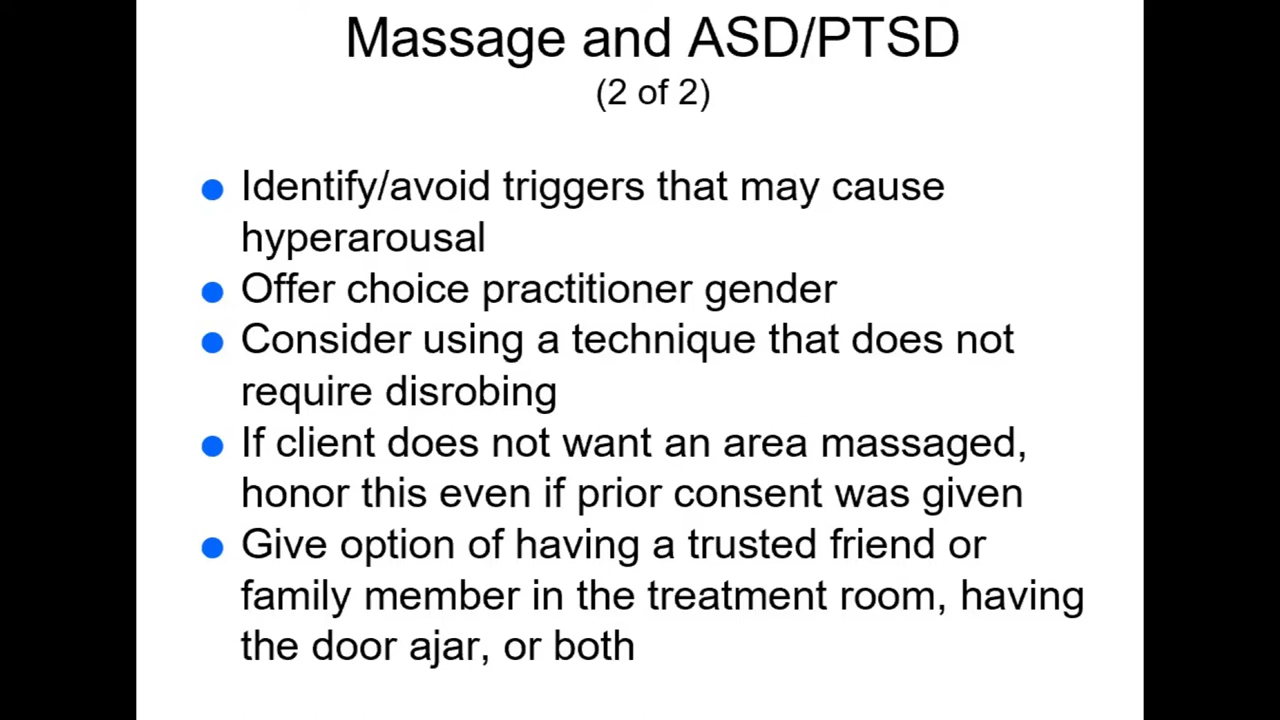 Massage and ASD/PTSD
(2 of 2)
● Identify/avoid triggers that may cause
hyperarousal
● Offer choice practitioner gender
● Consider using a technique that does not
require disrobing
● If client does not want an area massaged,
honor this even if prior consent was given
● Give option of having a trusted friend or
family member in the treatment room, having
the door ajar, or both